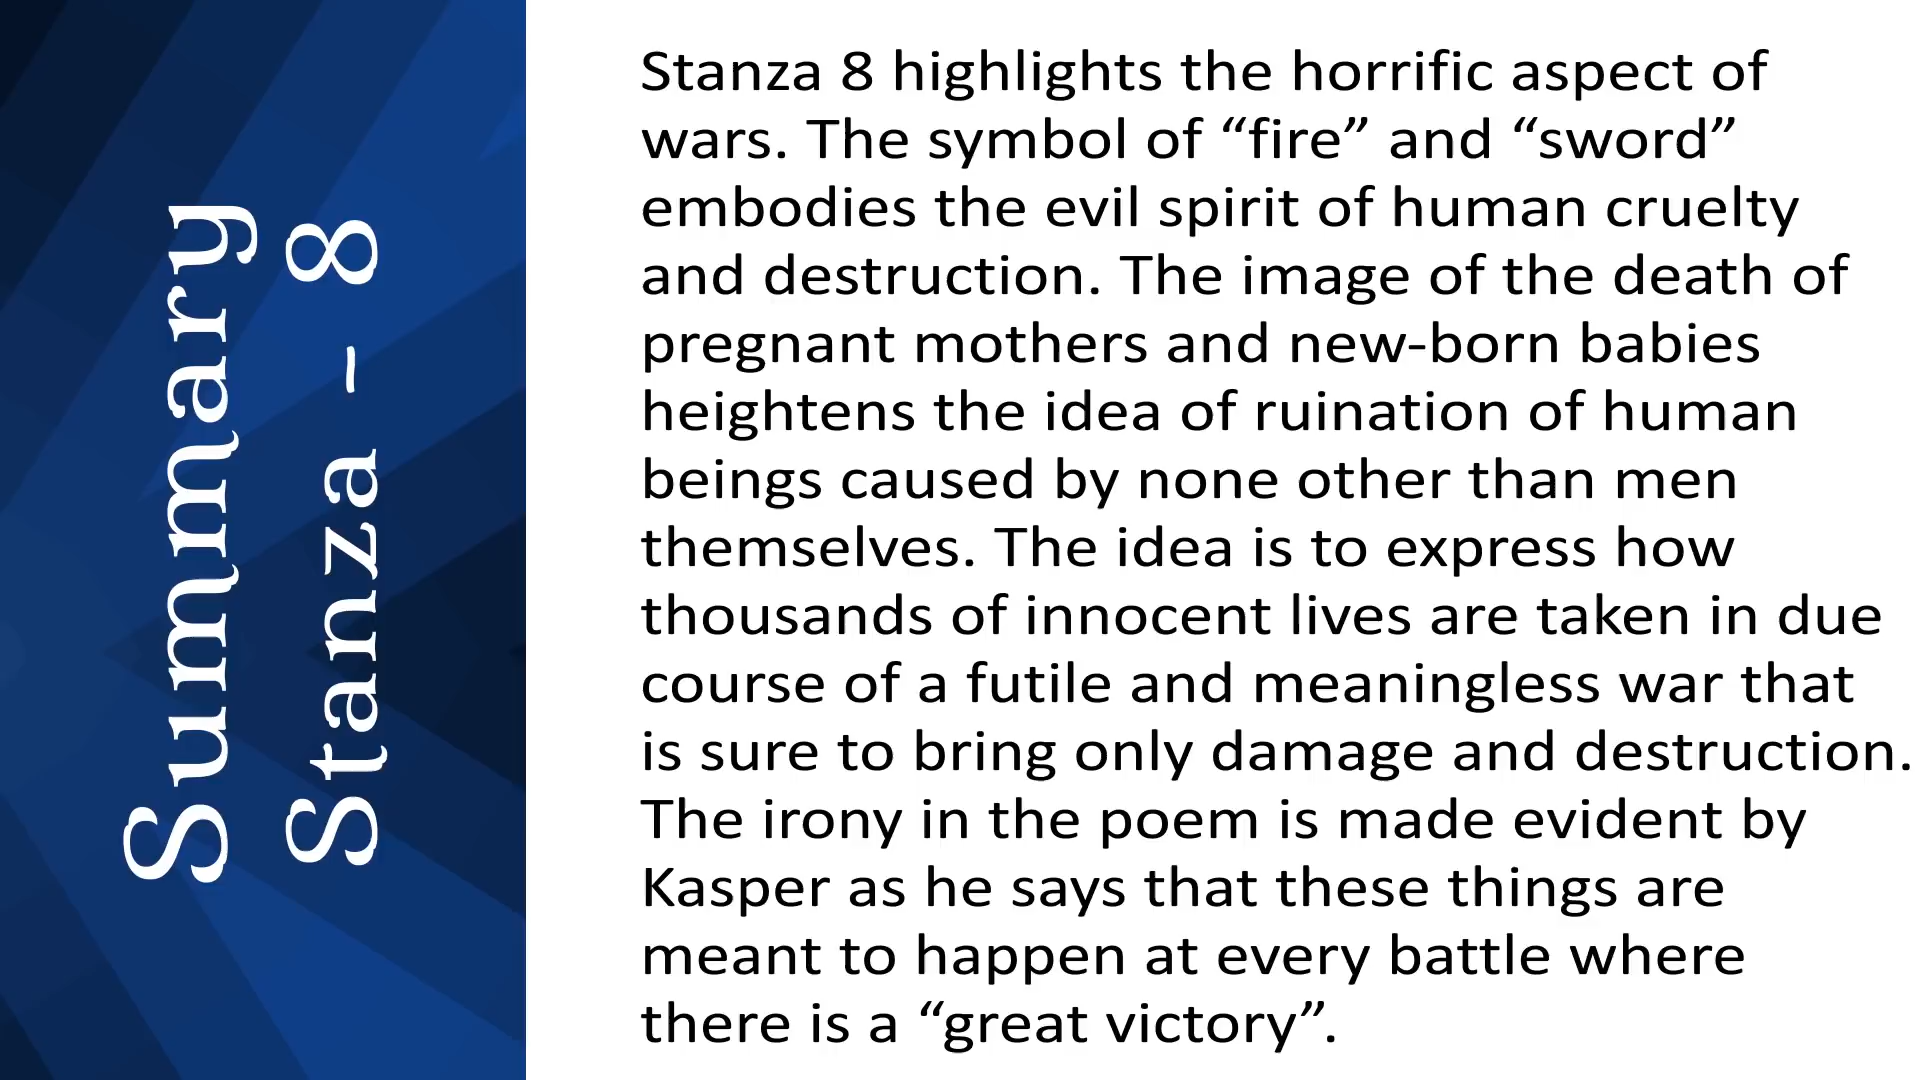 Summary
Stanza - 8
Stanza 8 highlights the horrific aspect of
wars. The symbol of “fire” and “sword”
embodies the evil spirit of human cruelty
and destruction. The image of the death of
pregnant mothers and new-born babies
heightens the idea of ruination of human
beings caused by none other than men
themselves. The idea is to express how
thousands of innocent lives are taken in due
course of a futile and meaningless war that
is sure to bring only damage and destruction.
The irony in the poem is made evident by
Kasper as he says that these things are
meant to happen at every battle where
there is a “great victory”.